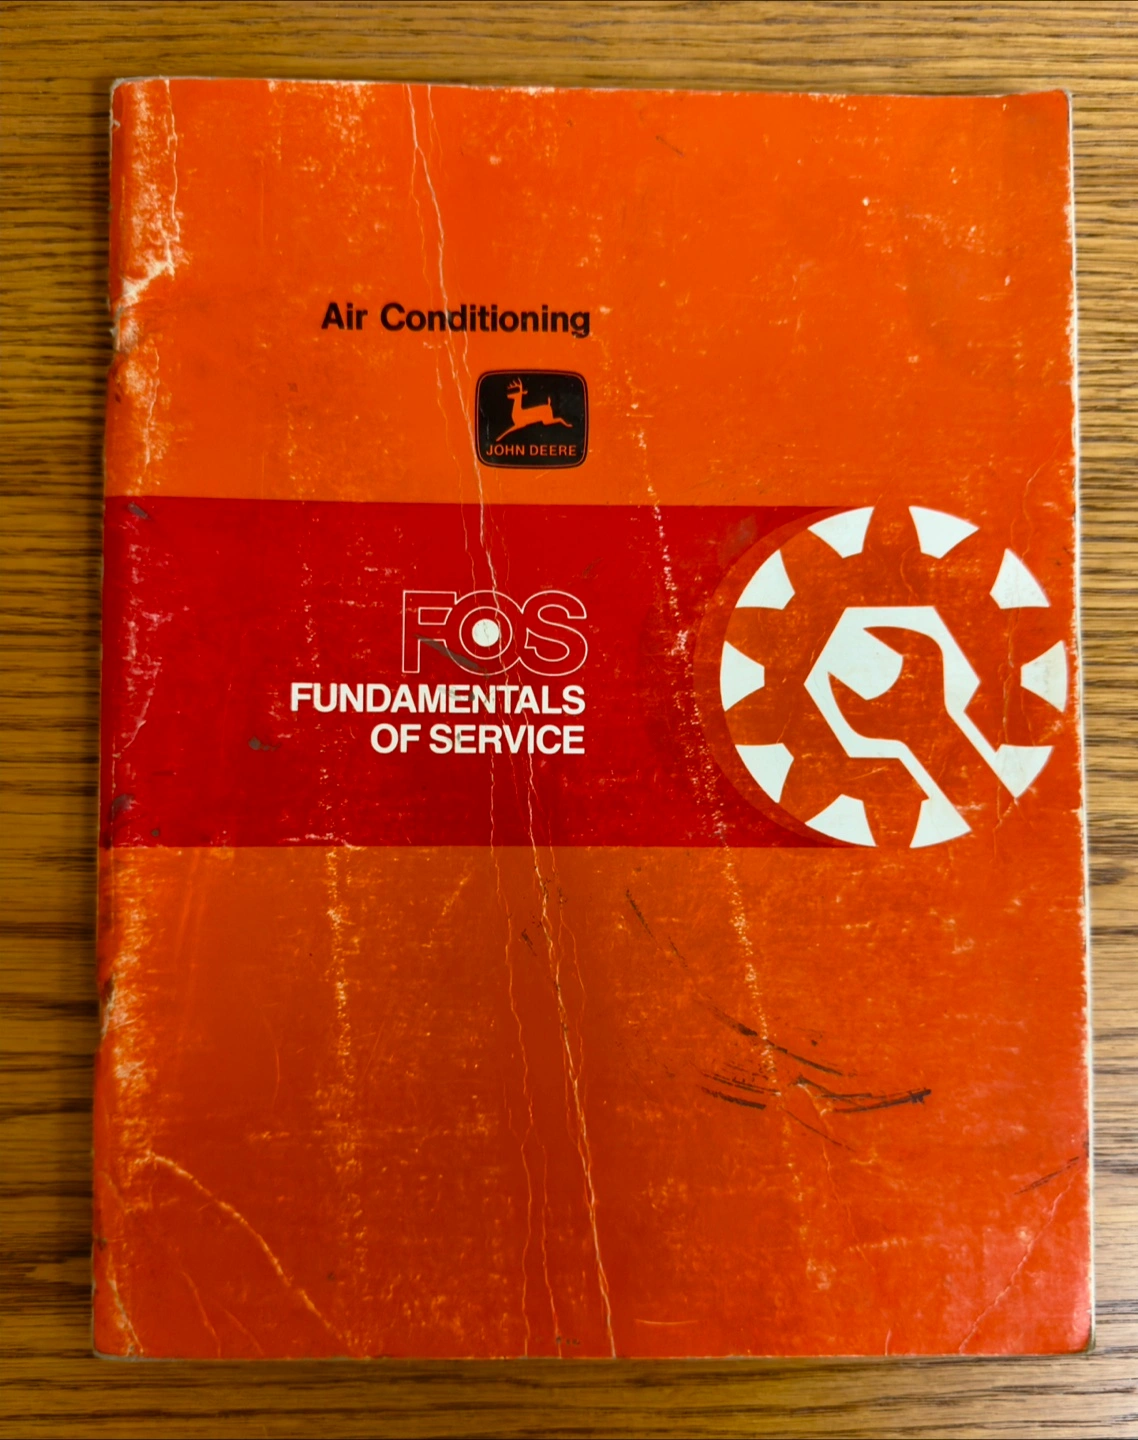 Air Conditioning
JOHN DEERE
FOS
FUNDAMENTALS
OF SERVICE